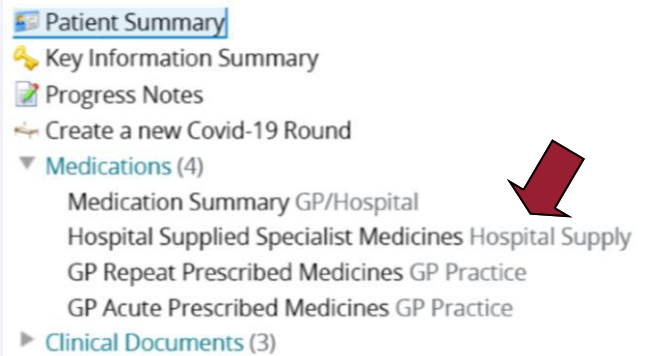 Patient Summary
Key Information Summary
Progress Notes
Create a new Covid-19 Round
Medications (4)
Medication Summary GP/Hospital
Hospital Supplied Specialist Medicines Hospital Supply
GP Repeat Prescribed Medicines GP Practice
GP Acute Prescribed Medicines GP Practice
Clinical Documents (3)